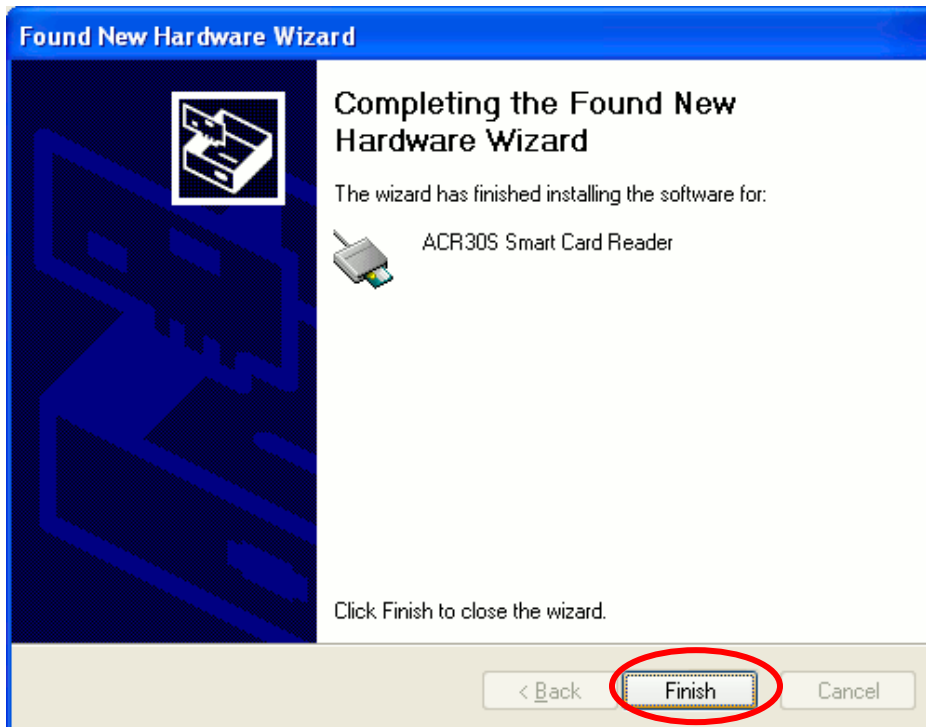 Found New Hardware Wizard
Completing the Found New
Hardware Wizard
The wizard has finished installing the software for:
ACR30S Smart Card Reader
Click Finish to close the wizard.
< Back Finish Cancel